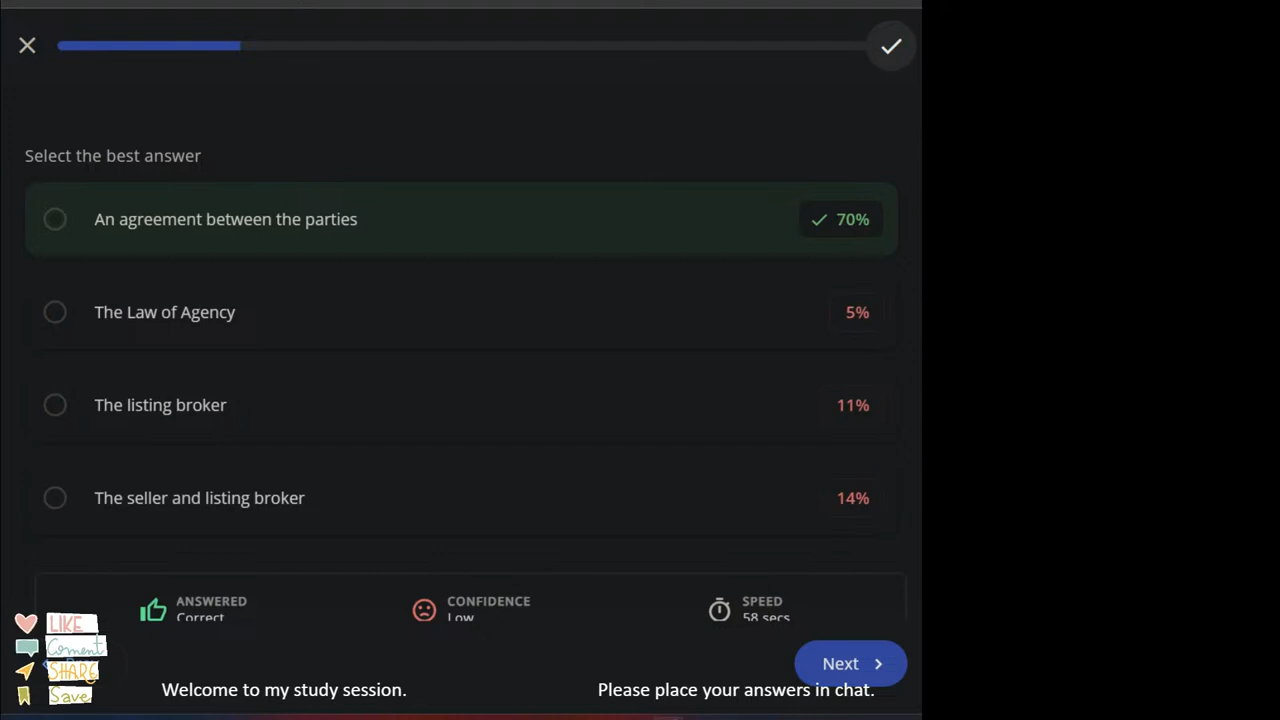 Select the best answer
An agreement between the parties
70%
The Law of Agency
5%
The listing broker
11%
The seller and listing broker
14%
ANSWERED
Correct
CONFIDENCE
Low
SPEED
58 secs
LIKE
Coment
SHARE
Save
Next
Welcome to my study session.
Please place your answers in chat.